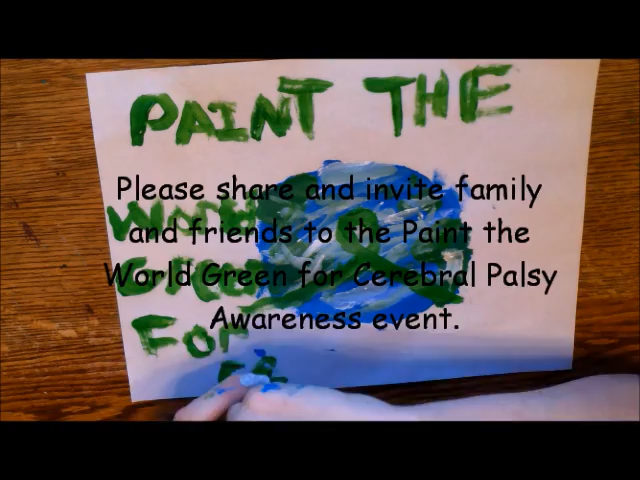 PAINT THE
Please share and invite family
and friends to the Paint the
World Green for Cerebral Palsy
Awareness event.
FOR